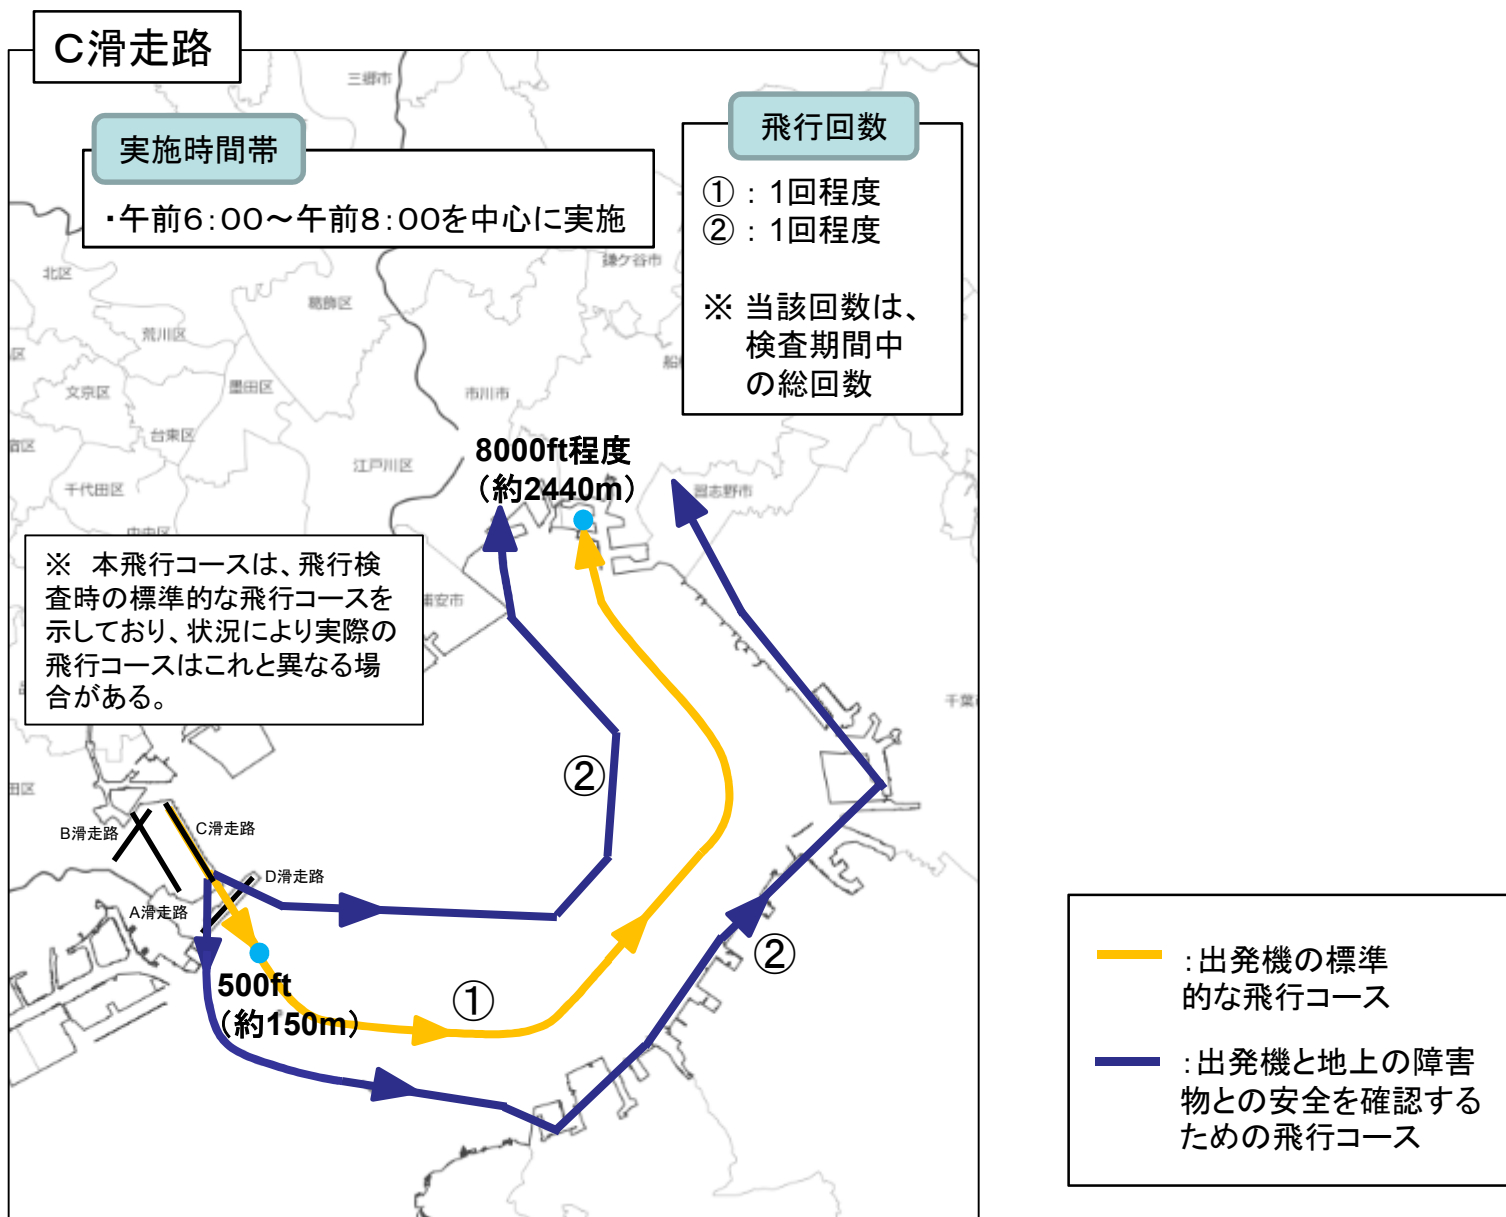 C滑走路
三郷市
実施時間帯
・午前6：00～午前8：00を中心に実施
飛行回数
①：1回程度
②：1回程度
※ 当該回数は、
検査期間中
の総回数
北区
葛飾区
鎌ケ谷市
荒川区
文京区
墨田区
市川市
台東区
江戸川区
千代田区
8000ft程度
（約2440m）
習志野市
※ 本飛行コースは、飛行検
査時の標準的な飛行コースを
示しており、状況により実際の
飛行コースはこれと異なる場
合がある。
浦安市
②
B滑走路
C滑走路
A滑走路
D滑走路
500ft
（約150m）
①
②
：出発機の標準
的な飛行コース
：出発機と地上の障害
物との安全を確認する
ための飛行コース